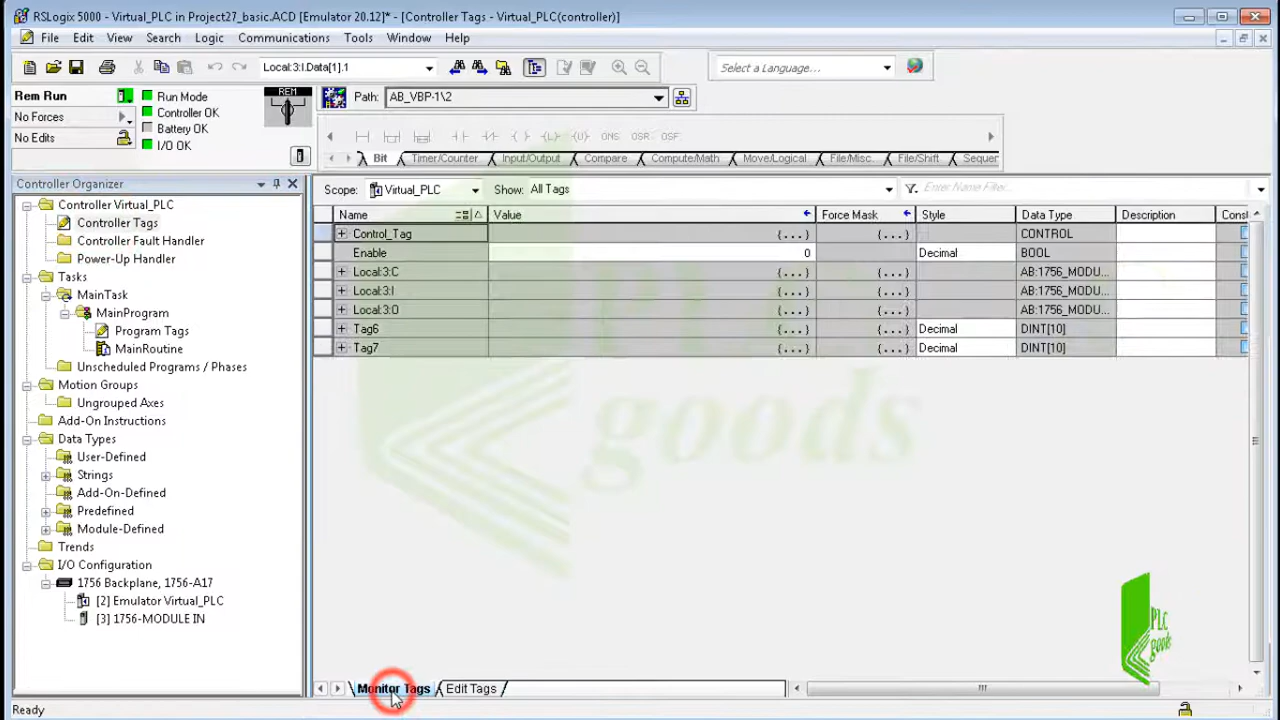 RSLogix 5000 - Virtual_PLC in Project27_basic.ACD [Emulator 20.12]* - [Controller Tags - Virtual_PLC(controller)]
File Edit View Search Logic Communications Tools Window Help
Local:3:I.Data[1].1
Select a Language...
Rem Run
Run Mode
REM
Path: AB_VBP-1\2
No Forces
Controller OK
Battery OK
No Edits
I/O OK
ONS OSR OSF
Bit Timer/Counter Input/Output Compare Compute/Math Move/Logical File/Misc. File/Shift Sequer
Controller Organizer
Scope: Virtual_PLC Show: All Tags Enter Name Filter...
Name Value Force Mask Style Data Type Description Const
Control_Tag {...} {...} CONTROL
Enable 0 Decimal BOOL
Local:3:C {...} {...} AB:1756_MODU...
Local:3:I {...} {...} AB:1756_MODU...
Local:3:O {...} {...} AB:1756_MODU...
Tag6 {...} {...} Decimal DINT[10]
Tag7 {...} {...} Decimal DINT[10]
Controller Virtual_PLC
Controller Tags
Controller Fault Handler
Power-Up Handler
Tasks
MainTask
MainProgram
Program Tags
MainRoutine
Unscheduled Programs / Phases
Motion Groups
Ungrouped Axes
Add-On Instructions
Data Types
User-Defined
Strings
Add-On-Defined
Predefined
Module-Defined
Trends
I/O Configuration
1756 Backplane, 1756-A17
[2] Emulator Virtual_PLC
[3] 1756-MODULE IN
PLC
goods
PLC
goods
Monitor Tags Edit Tags
Ready